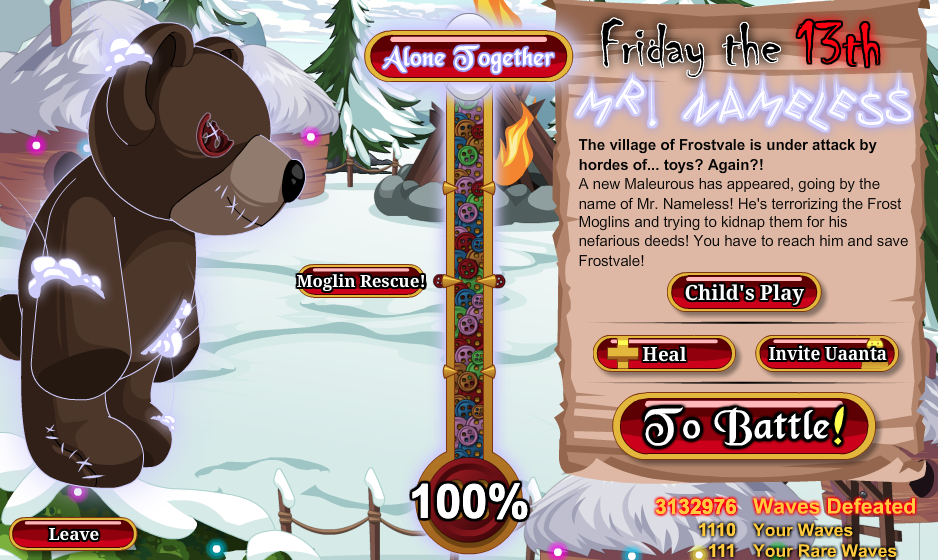 Alone Together
Friday the 13th
MR! NAMELESS
The village of Frostvale is under attack by
hordes of... toys? Again?!
A new Maleurous has appeared, going by the
name of Mr. Nameless! He's terrorizing the Frost
Moglins and trying to kidnap them for his
nefarious deeds! You have to reach him and save
Frostvale!
Moglin Rescue!
Child's Play
Heal
Invite Uaanta
To Battle!
100%
3132976 Waves Defeated
1110 Your Waves
111 Your Rare Waves
Leave